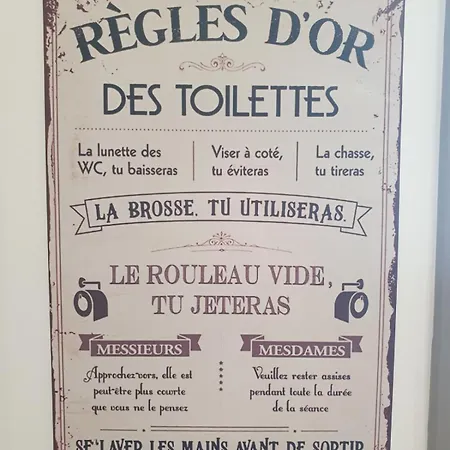 RÈGLES D'OR
DES TOILETTES
La lunette des
WC, tu baisseras
Viser à coté,
tu éviteras
La chasse,
tu tireras
LA BROSSE, TU UTILISERAS.
LE ROULEAU VIDE,
TU JETERAS
MESSIEURS
Approchez-vors, elle est
peut-être plus courte
que vous ne le pensez
MESDAMES
Veuillez rester assises
pendant toute la durée
de la séance
SE LAVER LES MAINS AVANT DE SORTIR